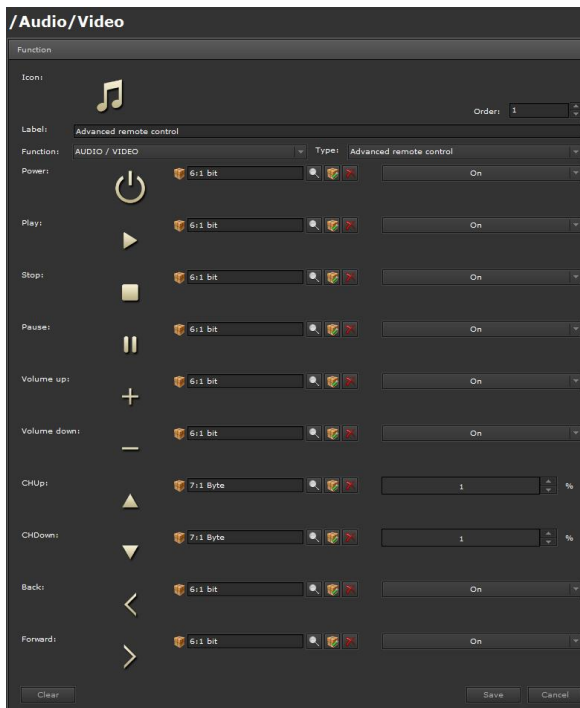 /Audio/Video
Function
Icon:
Order: 1
Label: Advanced remote control
Function: AUDIO / VIDEO Type: Advanced remote control
Power: 6:1 bit On
Play: 6:1 bit On
Stop: 6:1 bit On
Pause: 6:1 bit On
Volume up: 6:1 bit On
Volume down: 6:1 bit On
CHUp: 7:1 Byte 1 %
CHDown: 7:1 Byte 1 %
Back: 6:1 bit On
Forward: 6:1 bit On
Clear Save Cancel